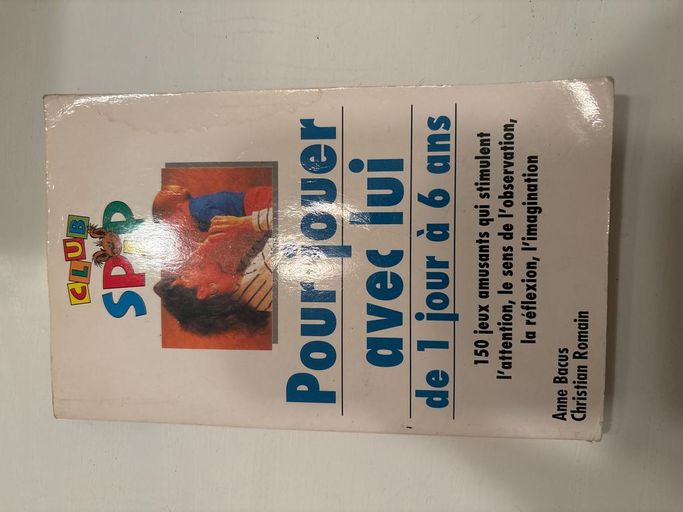 CLUB
SPIP
Pour jouer
avec lui
de 1 jour à 6 ans
150 jeux amusants qui stimulent
l'attention, le sens de l'observation,
la réflexion, l'imagination
Anne Bacus
Christian Romain